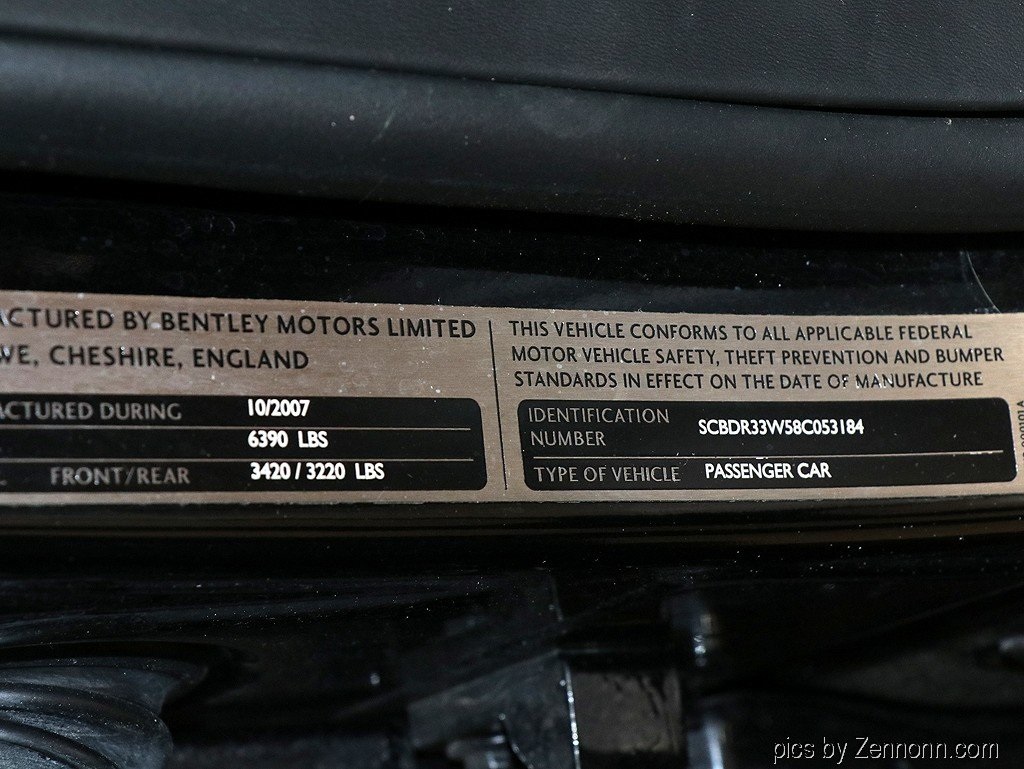 ACTURED BY BENTLEY MOTORS LIMITED
WE, CHESHIRE, ENGLAND
ACTURED DURING 10/2007
6390 LBS
FRONT/REAR 3420 / 3220 LBS
THIS VEHICLE CONFORMS TO ALL APPLICABLE FEDERAL
MOTOR VEHICLE SAFETY, THEFT PREVENTION AND BUMPER
STANDARDS IN EFFECT ON THE DATE OF MANUFACTURE
IDENTIFICATION
NUMBER SCBDR33W58C053184
TYPE OF VEHICLE PASSENGER CAR
pics by Zennonn.com